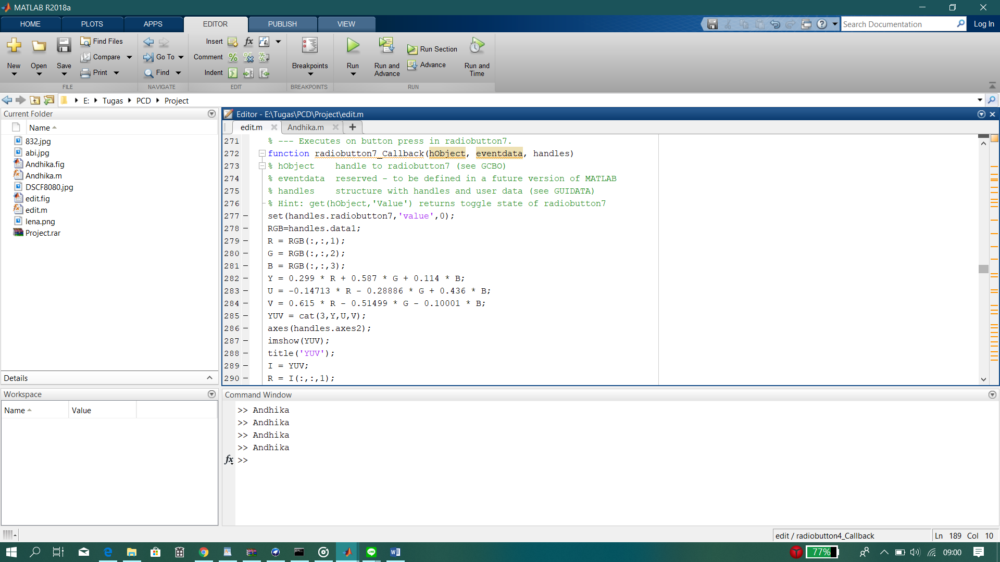 MATLAB R2018a
HOME PLOTS APPS EDITOR PUBLISH VIEW
Search Documentation
Log In
New
Open
Save
Find Files
Compare
Print
Go To
Find
Insert
Comment
Indent
fx
Breakpoints
Run
Run and Advance
Run Section
Advance
Run and Time
FILE NAVIGATE EDIT BREAKPOINTS RUN
E: Tugas PCD Project
Current Folder
Name
832.jpg
abi.jpg
Andhika.fig
Andhika.m
DSCF8080.jpg
edit.fig
edit.m
lena.png
Project.rar
Details
Workspace
Name Value
Editor - E:\Tugas\PCD\Project\edit.m
edit.m Andhika.m
271 % --- Executes on button press in radiobutton7.
272 function radiobutton7_Callback(hObject, eventdata, handles)
273 % hObject    handle to radiobutton7 (see GCBO)
274 % eventdata  reserved - to be defined in a future version of MATLAB
275 % handles    structure with handles and user data (see GUIDATA)
276 % Hint: get(hObject,'Value') returns toggle state of radiobutton7
277 – set(handles.radiobutton7,'value',0);
278 – RGB=handles.data1;
279 – R = RGB(:,:,1);
280 – G = RGB(:,:,2);
281 – B = RGB(:,:,3);
282 – Y = 0.299 * R + 0.587 * G + 0.114 * B;
283 – U = -0.14713 * R - 0.28886 * G + 0.436 * B;
284 – V = 0.615 * R - 0.51499 * G - 0.10001 * B;
285 – YUV = cat(3,Y,U,V);
286 – axes(handles.axes2);
287 – imshow(YUV);
288 – title('YUV');
289 – I = YUV;
290 – R = I(:,:,1);
Command Window
>> Andhika
>> Andhika
>> Andhika
>> Andhika
fx >>
edit / radiobutton4_Callback
Ln 189 Col 10
77%
09:00